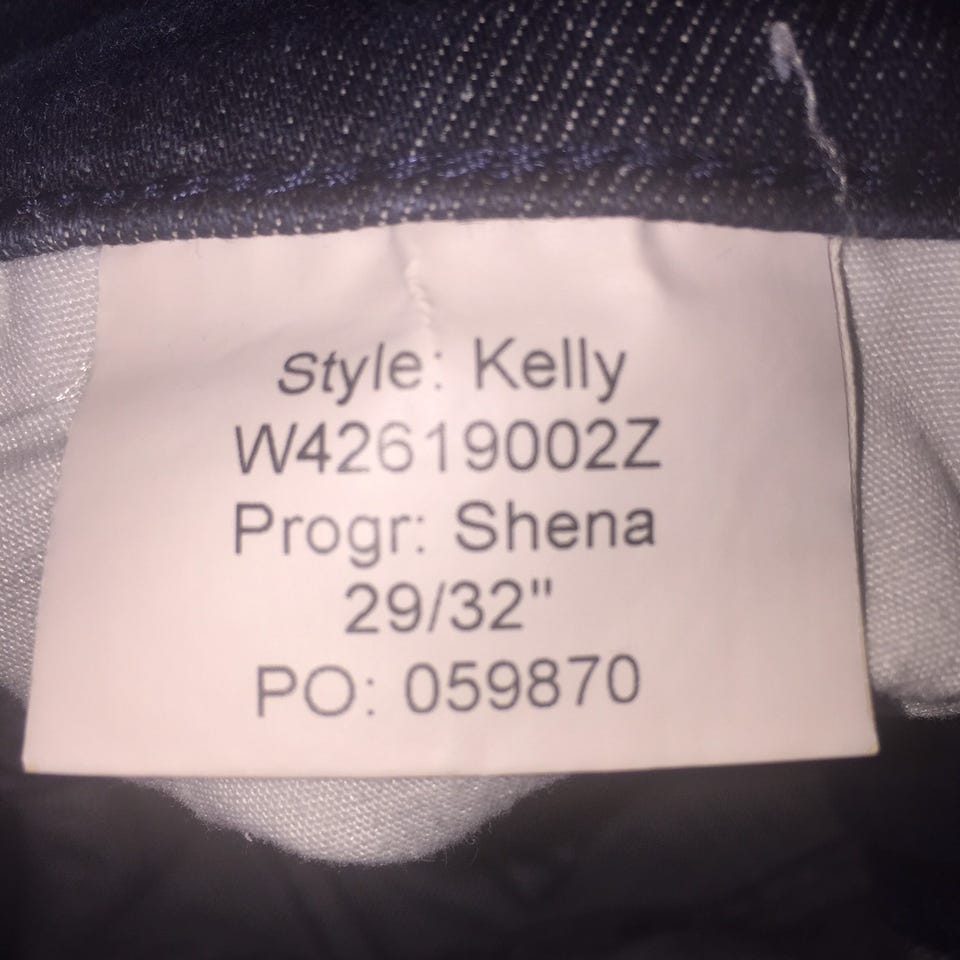 Style: Kelly
W42619002Z
Progr: Shena
29/32"
PO: 059870